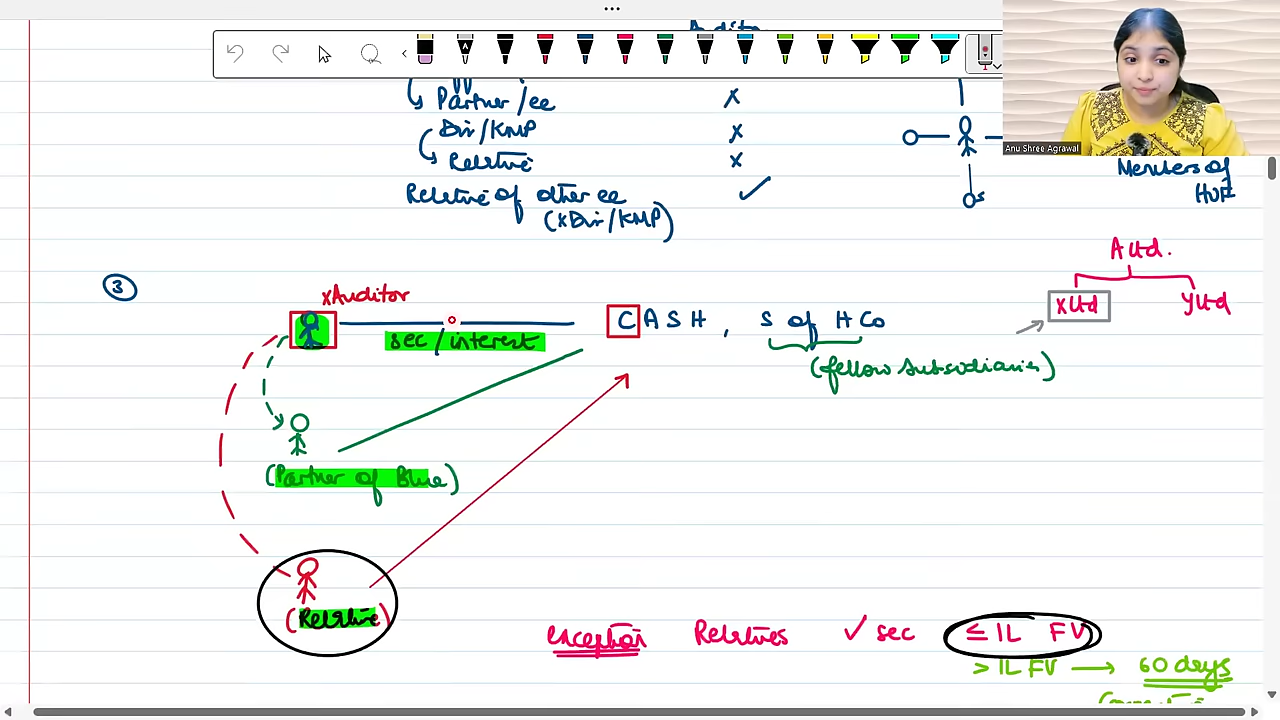 Partner / ee X
Dir/KMP X
Relative X
Relative of other ee ✓
(x Dir/KMP)
s
Members of
HUF
Anu Shree Agrawal
3
xAuditor
A Ltd.
X Ltd Y Ltd
C A S H , S of H Co
sec / interest
(fellow subsidiaries)
(Partner of Blue)
(Relative)
exception Relatives ✓ sec ≤ 1L FV
> 1L FV → 60 days